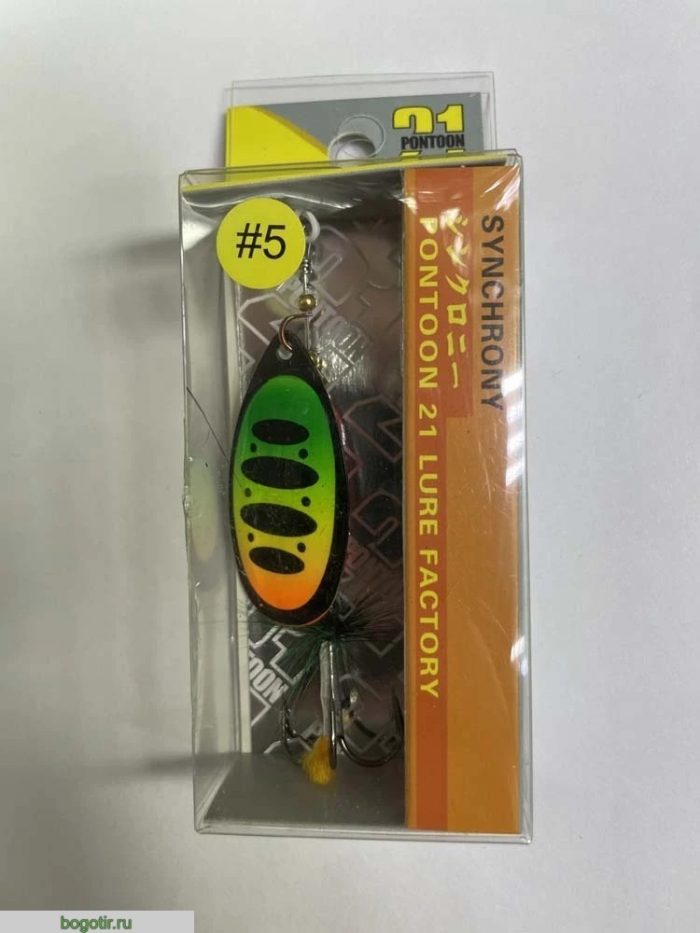 21
PONTOON
#5
SYNCHRONY
シンクロニー
PONTOON 21 LURE FACTORY
bogotir.ru